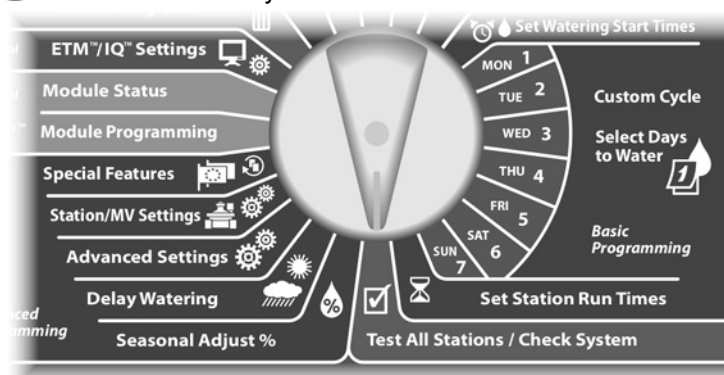 Set Watering Start Times
ETM™/IQ™ Settings
Module Status
Module Programming
Special Features
Station/MV Settings
Advanced Settings
Delay Watering
Seasonal Adjust %
%
MON 1
TUE 2
WED 3
THU 4
FRI 5
SAT 6
SUN 7
Custom Cycle
Select Days
to Water
1
Basic
Programming
Set Station Run Times
Test All Stations / Check System